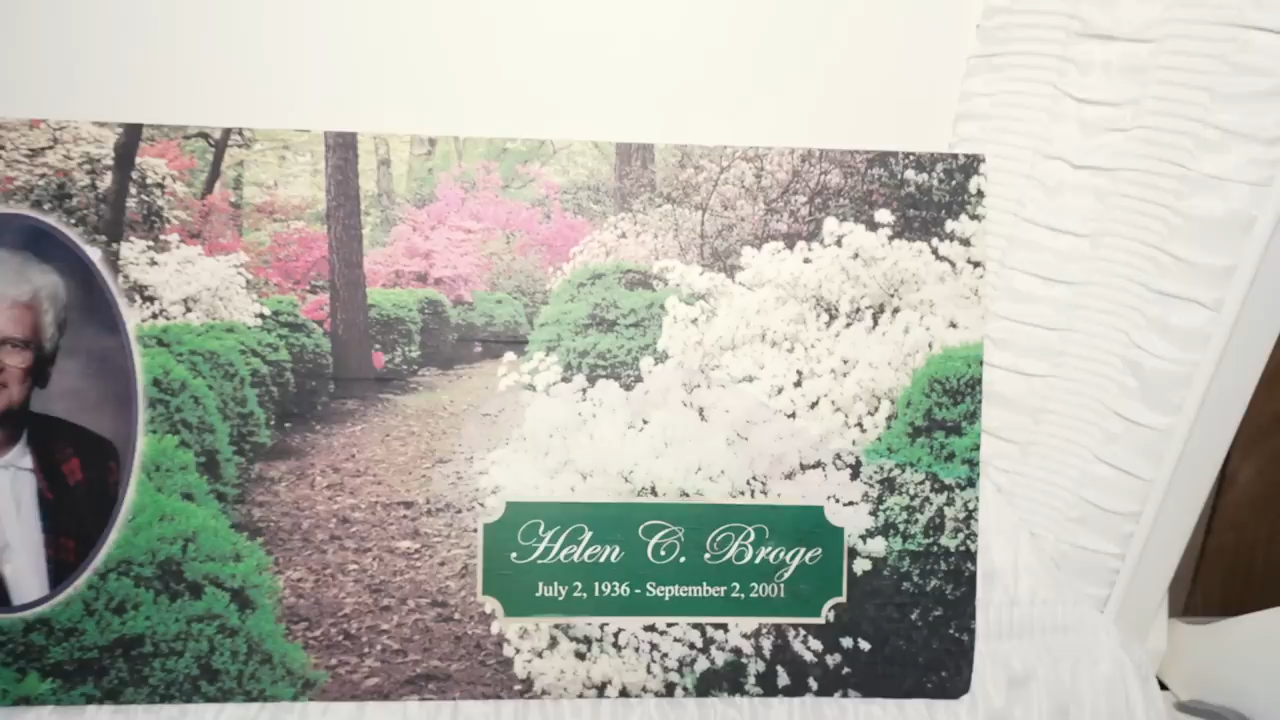 Helen C. Broge
July 2, 1936 - September 2, 2001